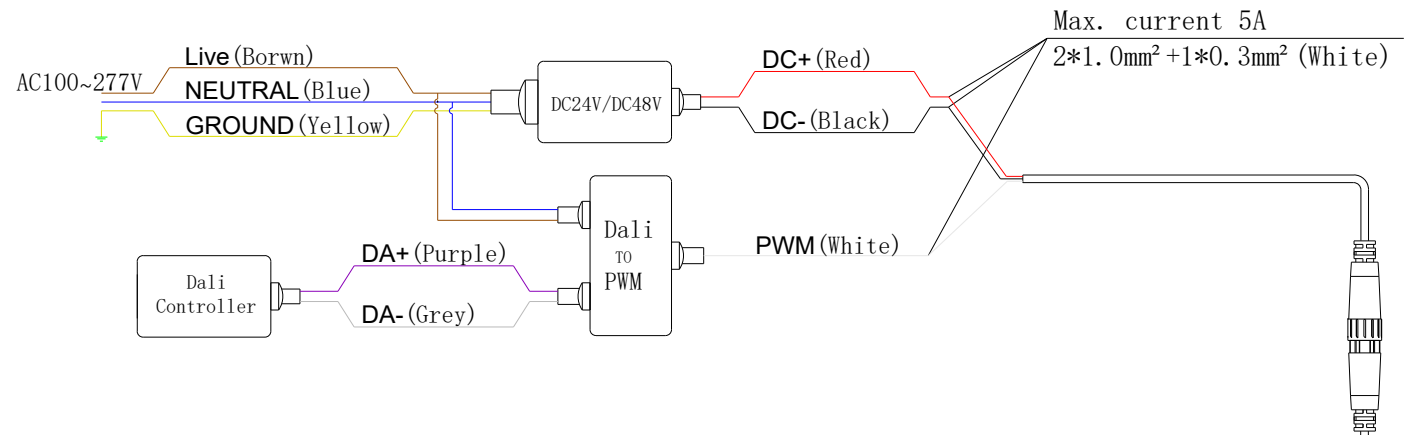 Max. current 5A
2*1.0mm²+1*0.3mm²(White)
AC100~277V
Live(Borwn)
NEUTRAL(Blue)
GROUND(Yellow)
DC24V/DC48V
DC+(Red)
DC-(Black)
Dali
TO
PWM
PWM(White)
DA+(Purple)
DA-(Grey)
Dali
Controller